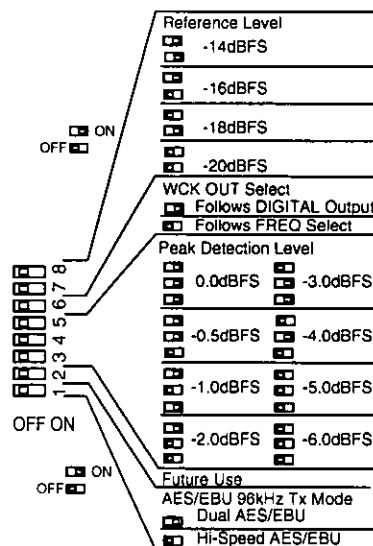 Reference Level
-14dBFS
-16dBFS
ON
-18dBFS
OFF
-20dBFS
WCK OUT Select
Follows DIGITAL Output
Follows FREQ Select
Peak Detection Level
8
7
6
5
4
3
2
1
0.0dBFS -3.0dBFS
-0.5dBFS -4.0dBFS
-1.0dBFS -5.0dBFS
-2.0dBFS -6.0dBFS
OFF ON
ON
OFF
Future Use
AES/EBU 96kHz Tx Mode
Dual AES/EBU
Hi-Speed AES/EBU